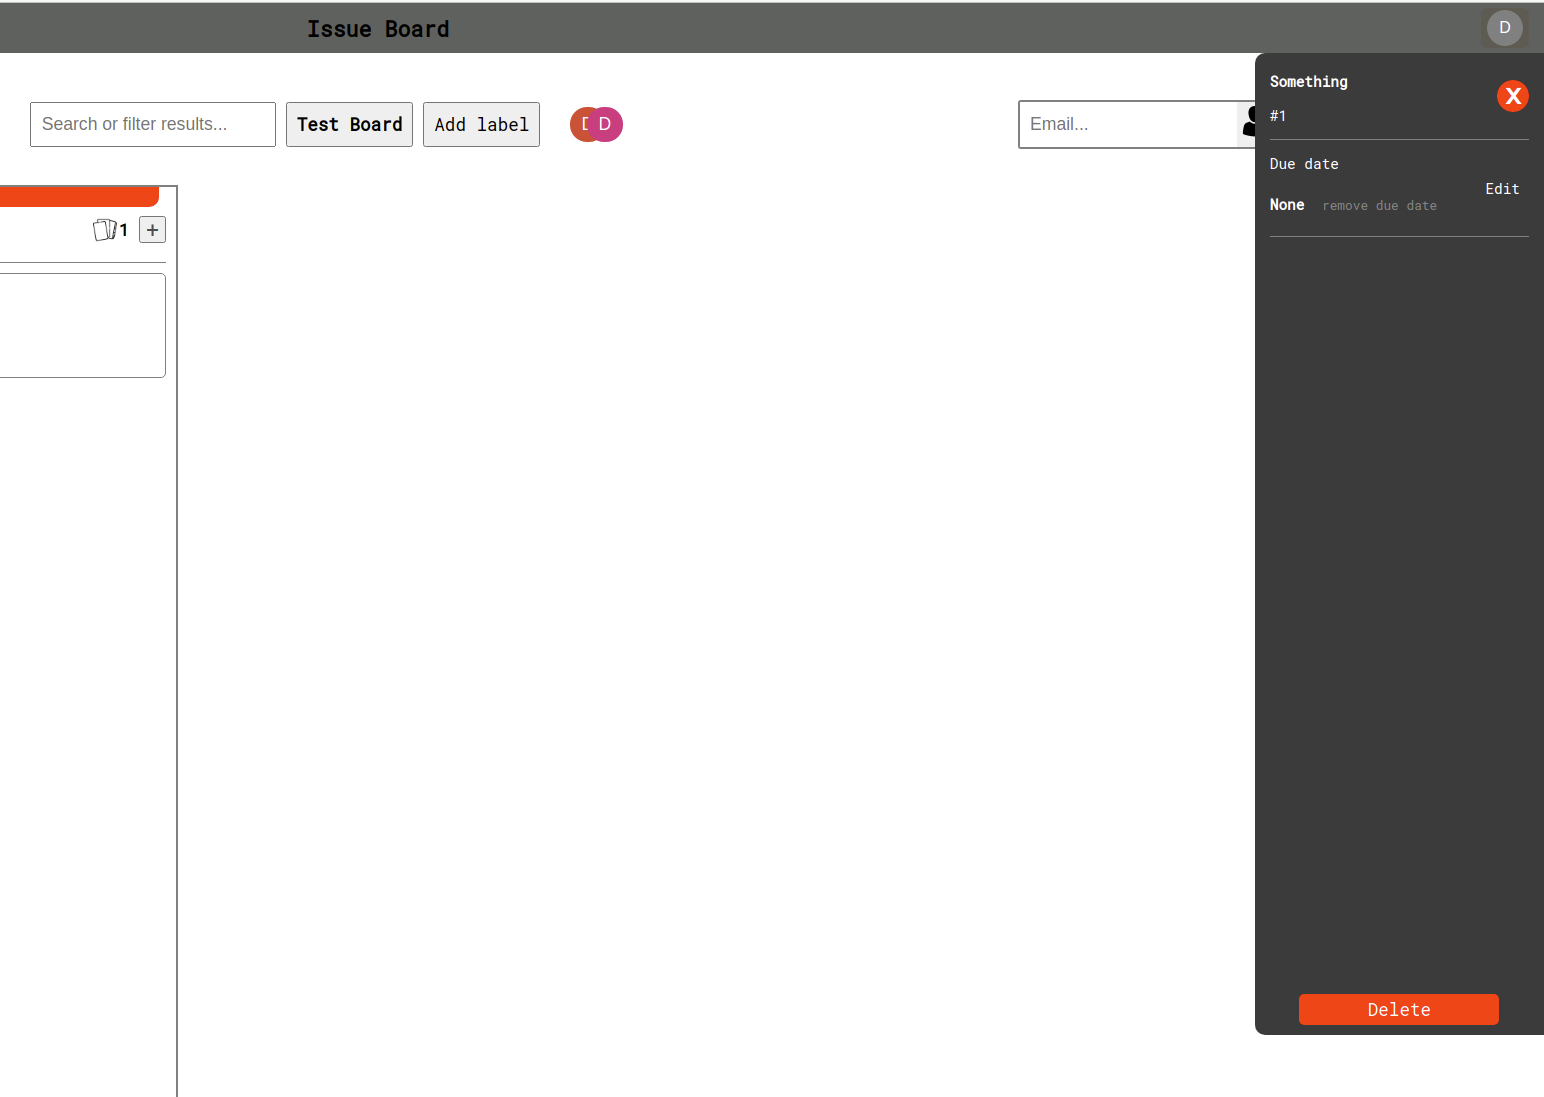 Issue Board
D
Search or filter results...
Test Board
Add label
D
Email...
1
+
Something
X
#1
Due date
Edit
None
remove due date
Delete